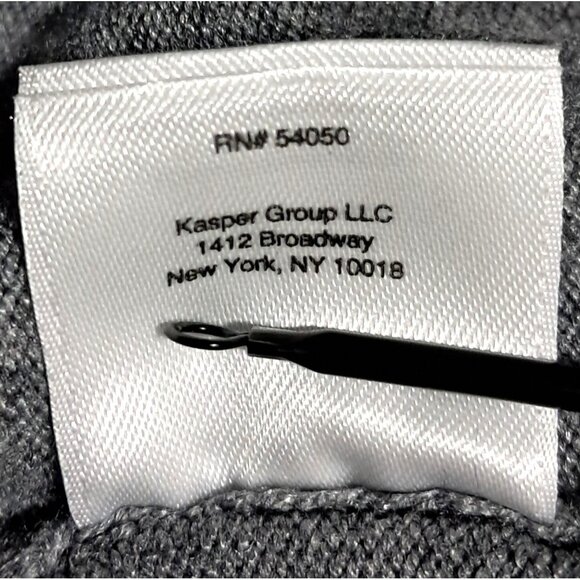 RN# 54050
Kasper Group LLC
1412 Broadway
New York, NY 10018